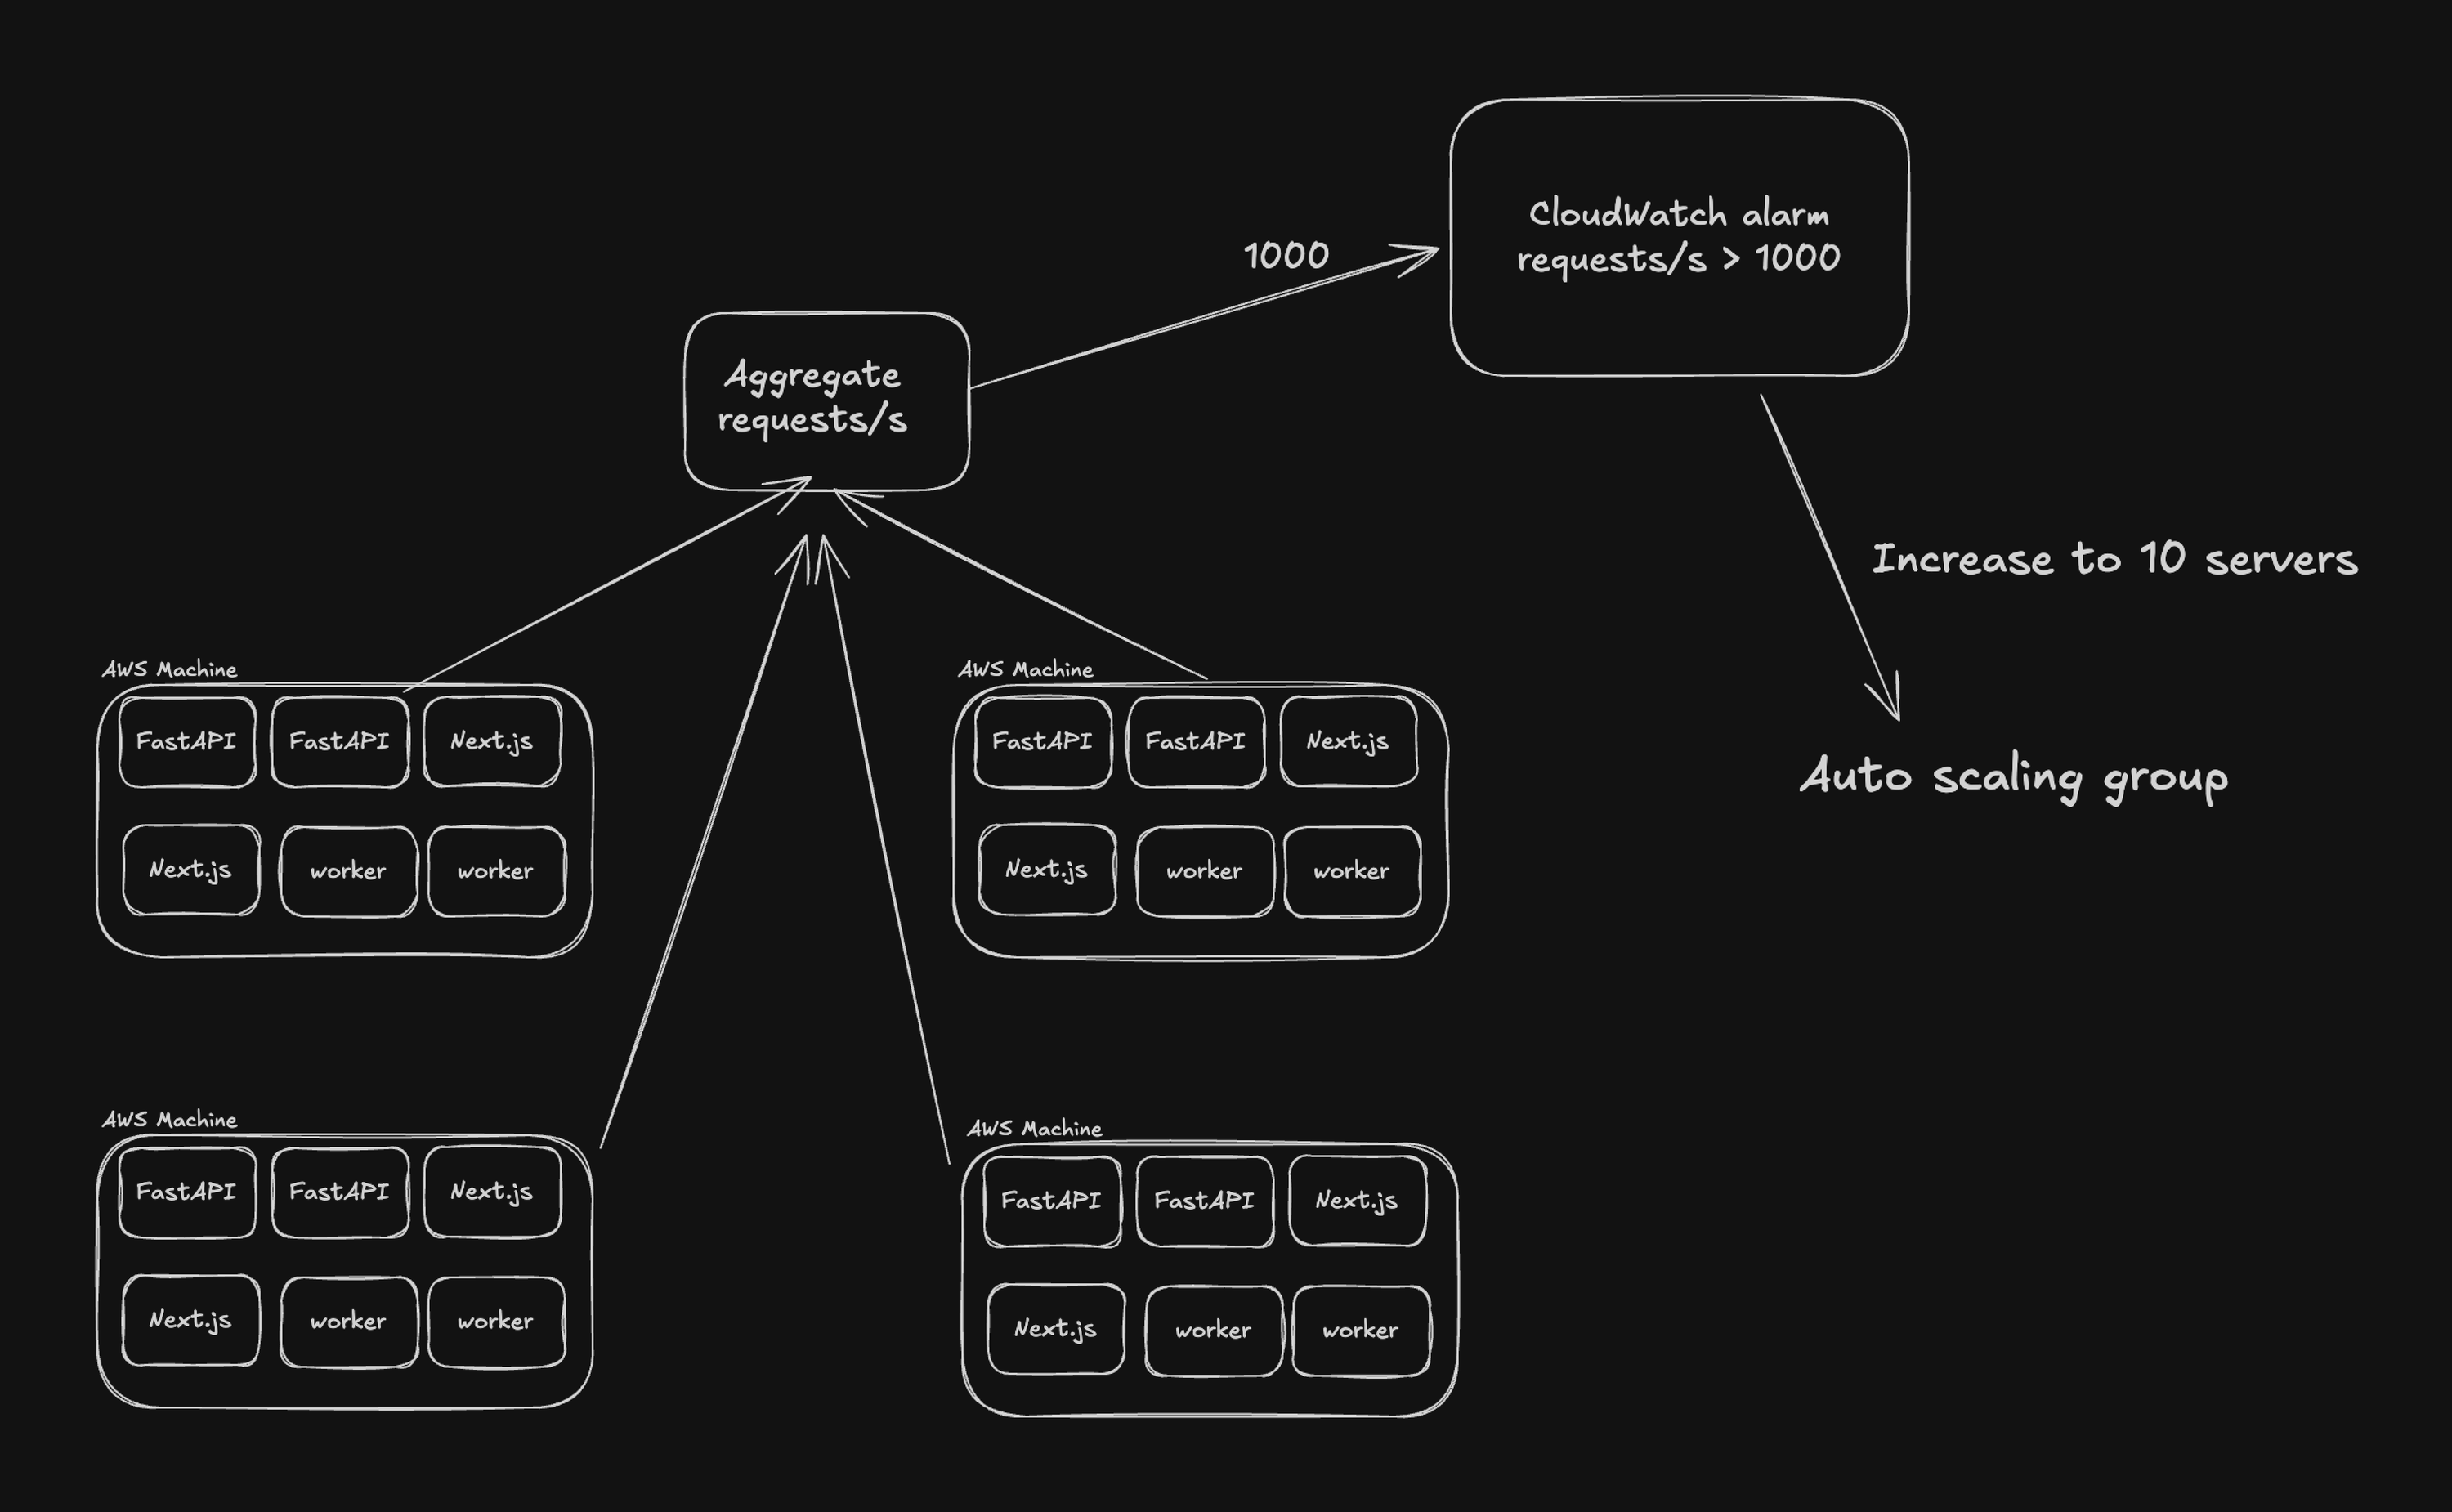 CloudWatch alarm
requests/s > 1000
1000
Aggregate
requests/s
Increase to 10 servers
Auto scaling group
AWS Machine
FastAPI
FastAPI
Next.js
Next.js
worker
worker
AWS Machine
FastAPI
FastAPI
Next.js
Next.js
worker
worker
AWS Machine
FastAPI
FastAPI
Next.js
Next.js
worker
worker
AWS Machine
FastAPI
FastAPI
Next.js
Next.js
worker
worker